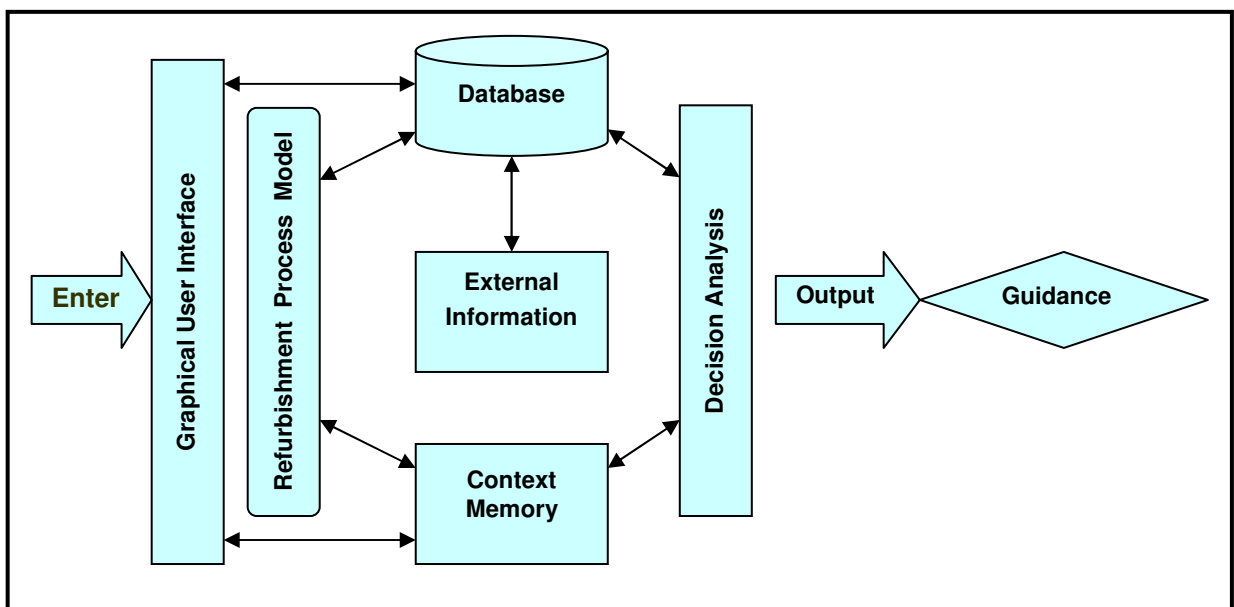 Enter
Graphical User Interface
Refurbishment Process Model
Database
External
Information
Context
Memory
Decision Analysis
Output
Guidance